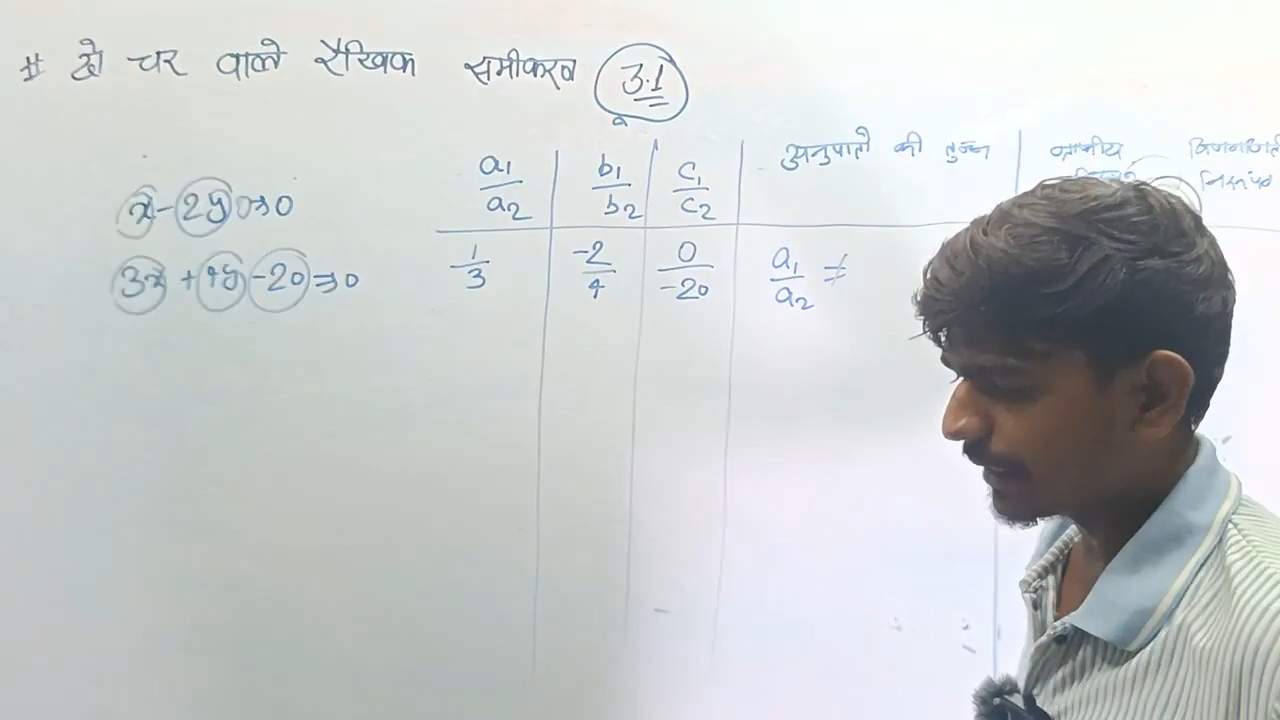 # दो चर वाले रैखिक समीकरण 3.1
a₁/a₂ b₁/b₂ c₁/c₂ अनुपातों की तुलना
x - 2y = 0
3x + 4y - 20 = 0 1/3 -2/4 0/-20 a₁/a₂ ≠